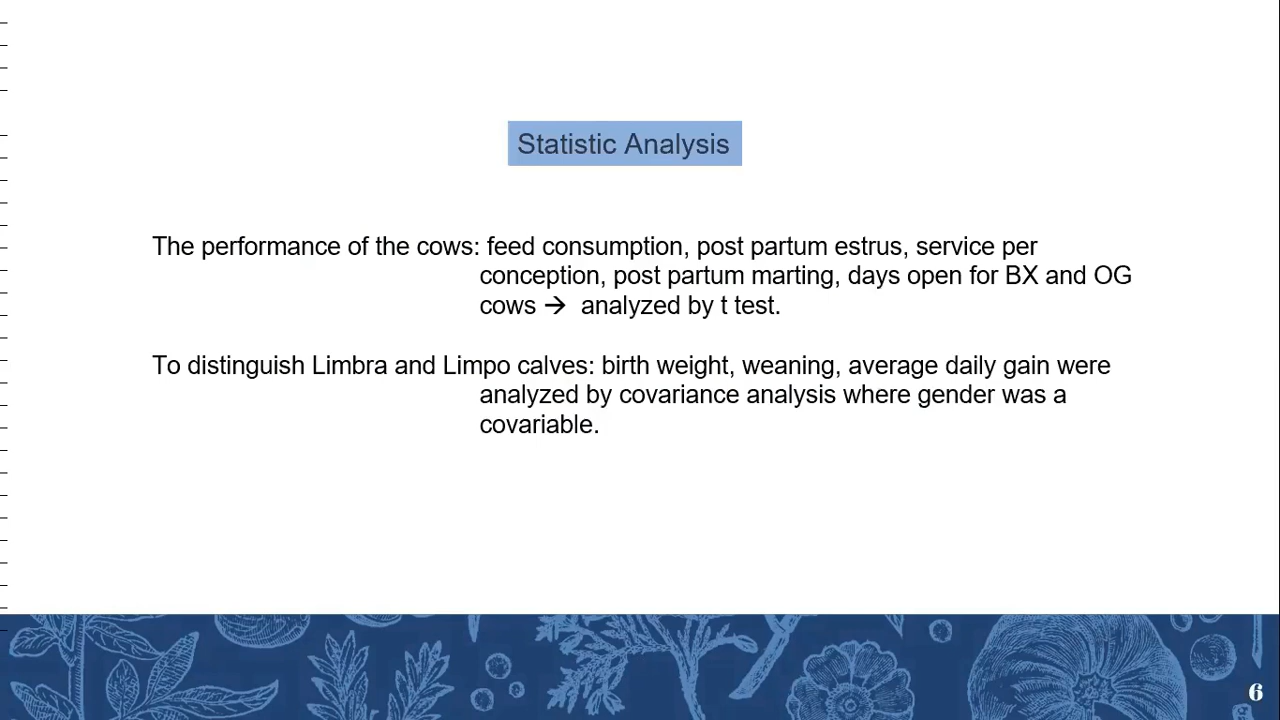 Statistic Analysis
The performance of the cows: feed consumption, post partum estrus, service per
conception, post partum marting, days open for BX and OG
cows → analyzed by t test.
To distinguish Limbra and Limpo calves: birth weight, weaning, average daily gain were
analyzed by covariance analysis where gender was a
covariable.
6